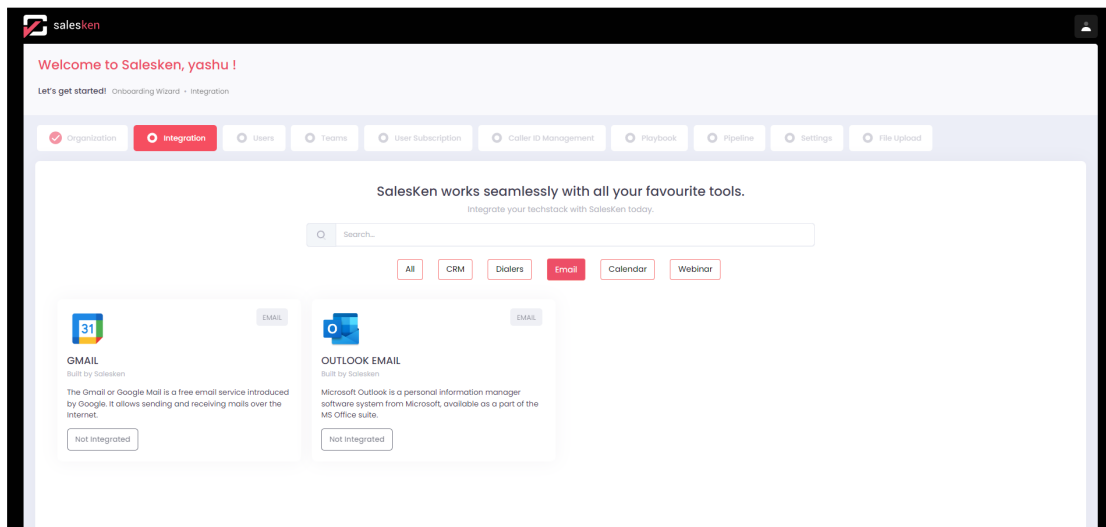 salesken
Welcome to Salesken, yashu !
Let's get started! Onboarding Wizard - Integration
Organization Integration Users Teams User Subscription Caller ID Management Playbook Pipeline Settings File Upload
SalesKen works seamlessly with all your favourite tools.
Integrate your techstack with SalesKen today.
Search...
All CRM Dialers Email Calendar Webinar
31 EMAIL
GMAIL
Built by Salesken
The Gmail or Google Mail is a free email service introduced
by Google. It allows sending and receiving mails over the
Internet.
Not Integrated
O EMAIL
OUTLOOK EMAIL
Built by Salesken
Microsoft Outlook is a personal information manager
software system from Microsoft, available as a part of the
MS Office suite.
Not Integrated